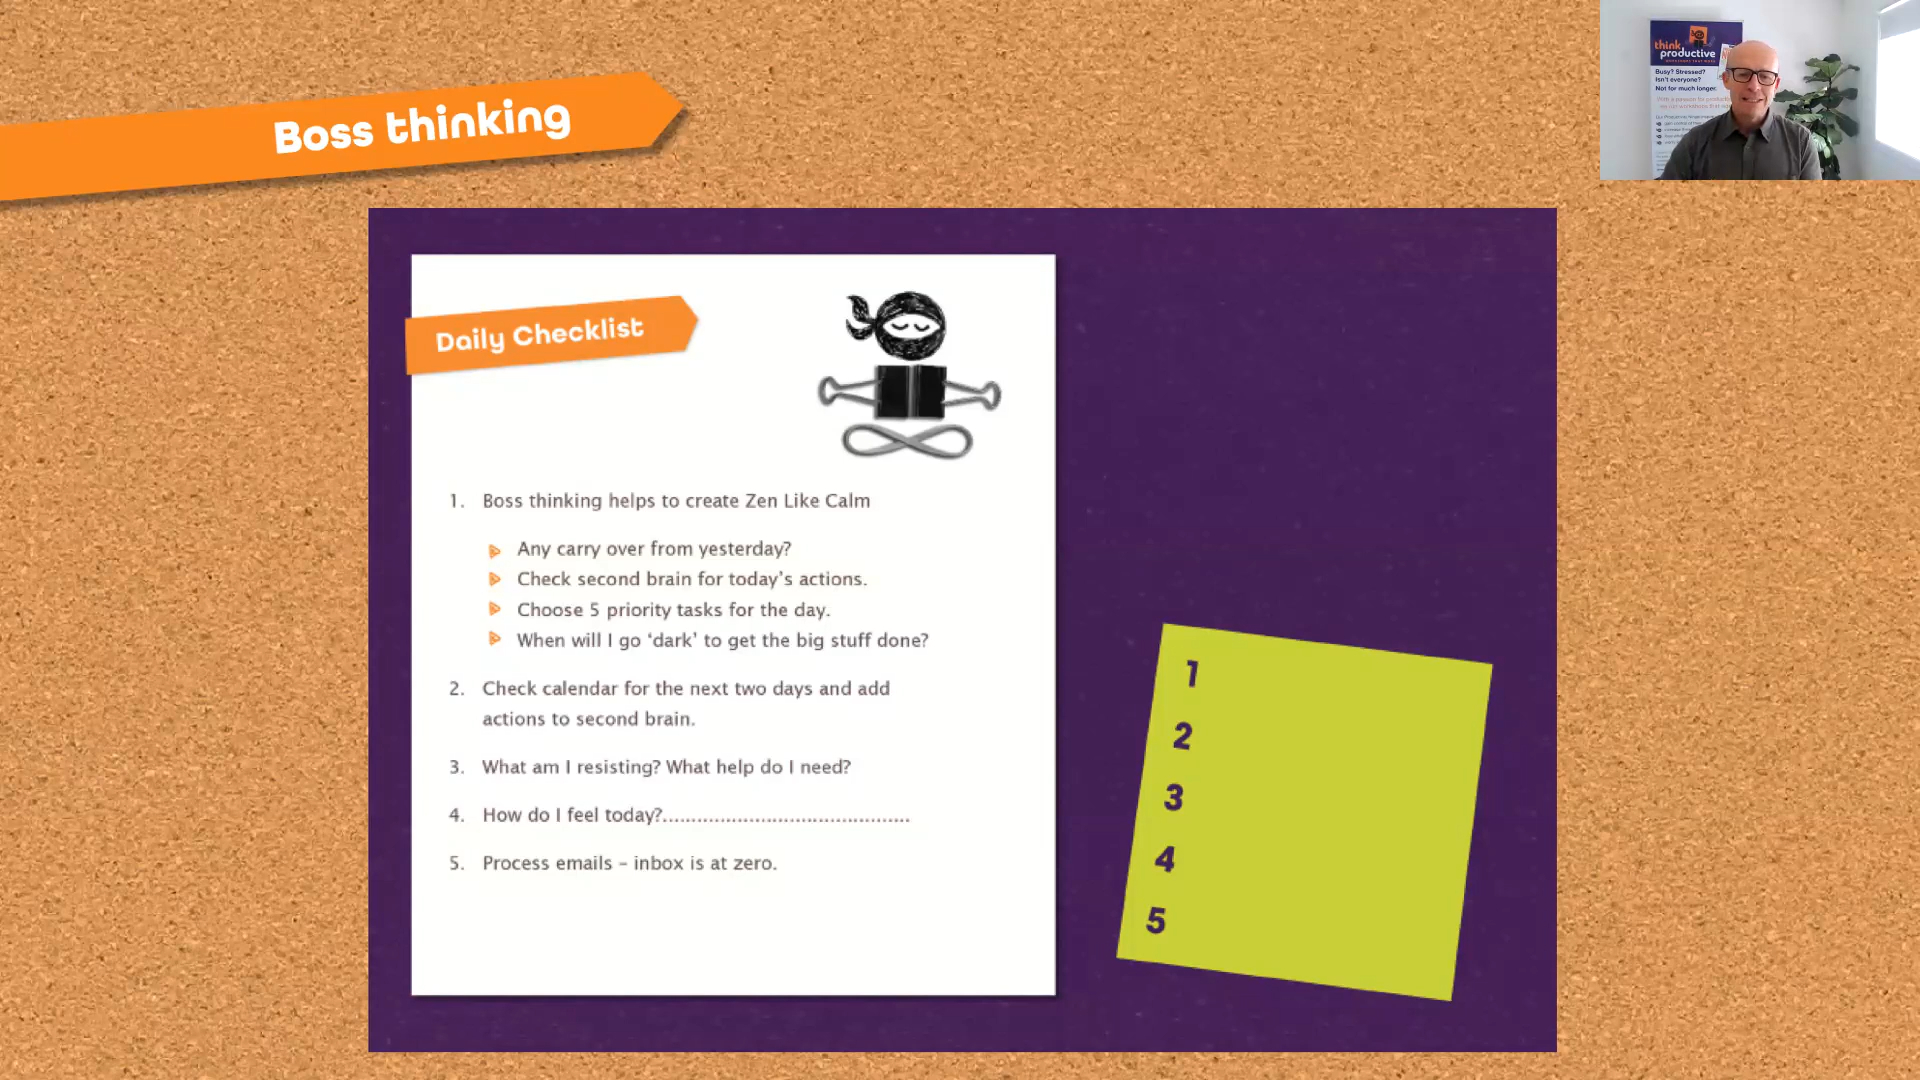 Boss thinking
think
productive
Busy? Stressed?
Isn't everyone?
Not for much longer.
Daily Checklist
1. Boss thinking helps to create Zen Like Calm
Any carry over from yesterday?
Check second brain for today's actions.
Choose 5 priority tasks for the day.
When will I go ‘dark’ to get the big stuff done?
2. Check calendar for the next two days and add
actions to second brain.
3. What am I resisting? What help do I need?
4. How do I feel today?............................................
5. Process emails – inbox is at zero.
1
2
3
4
5